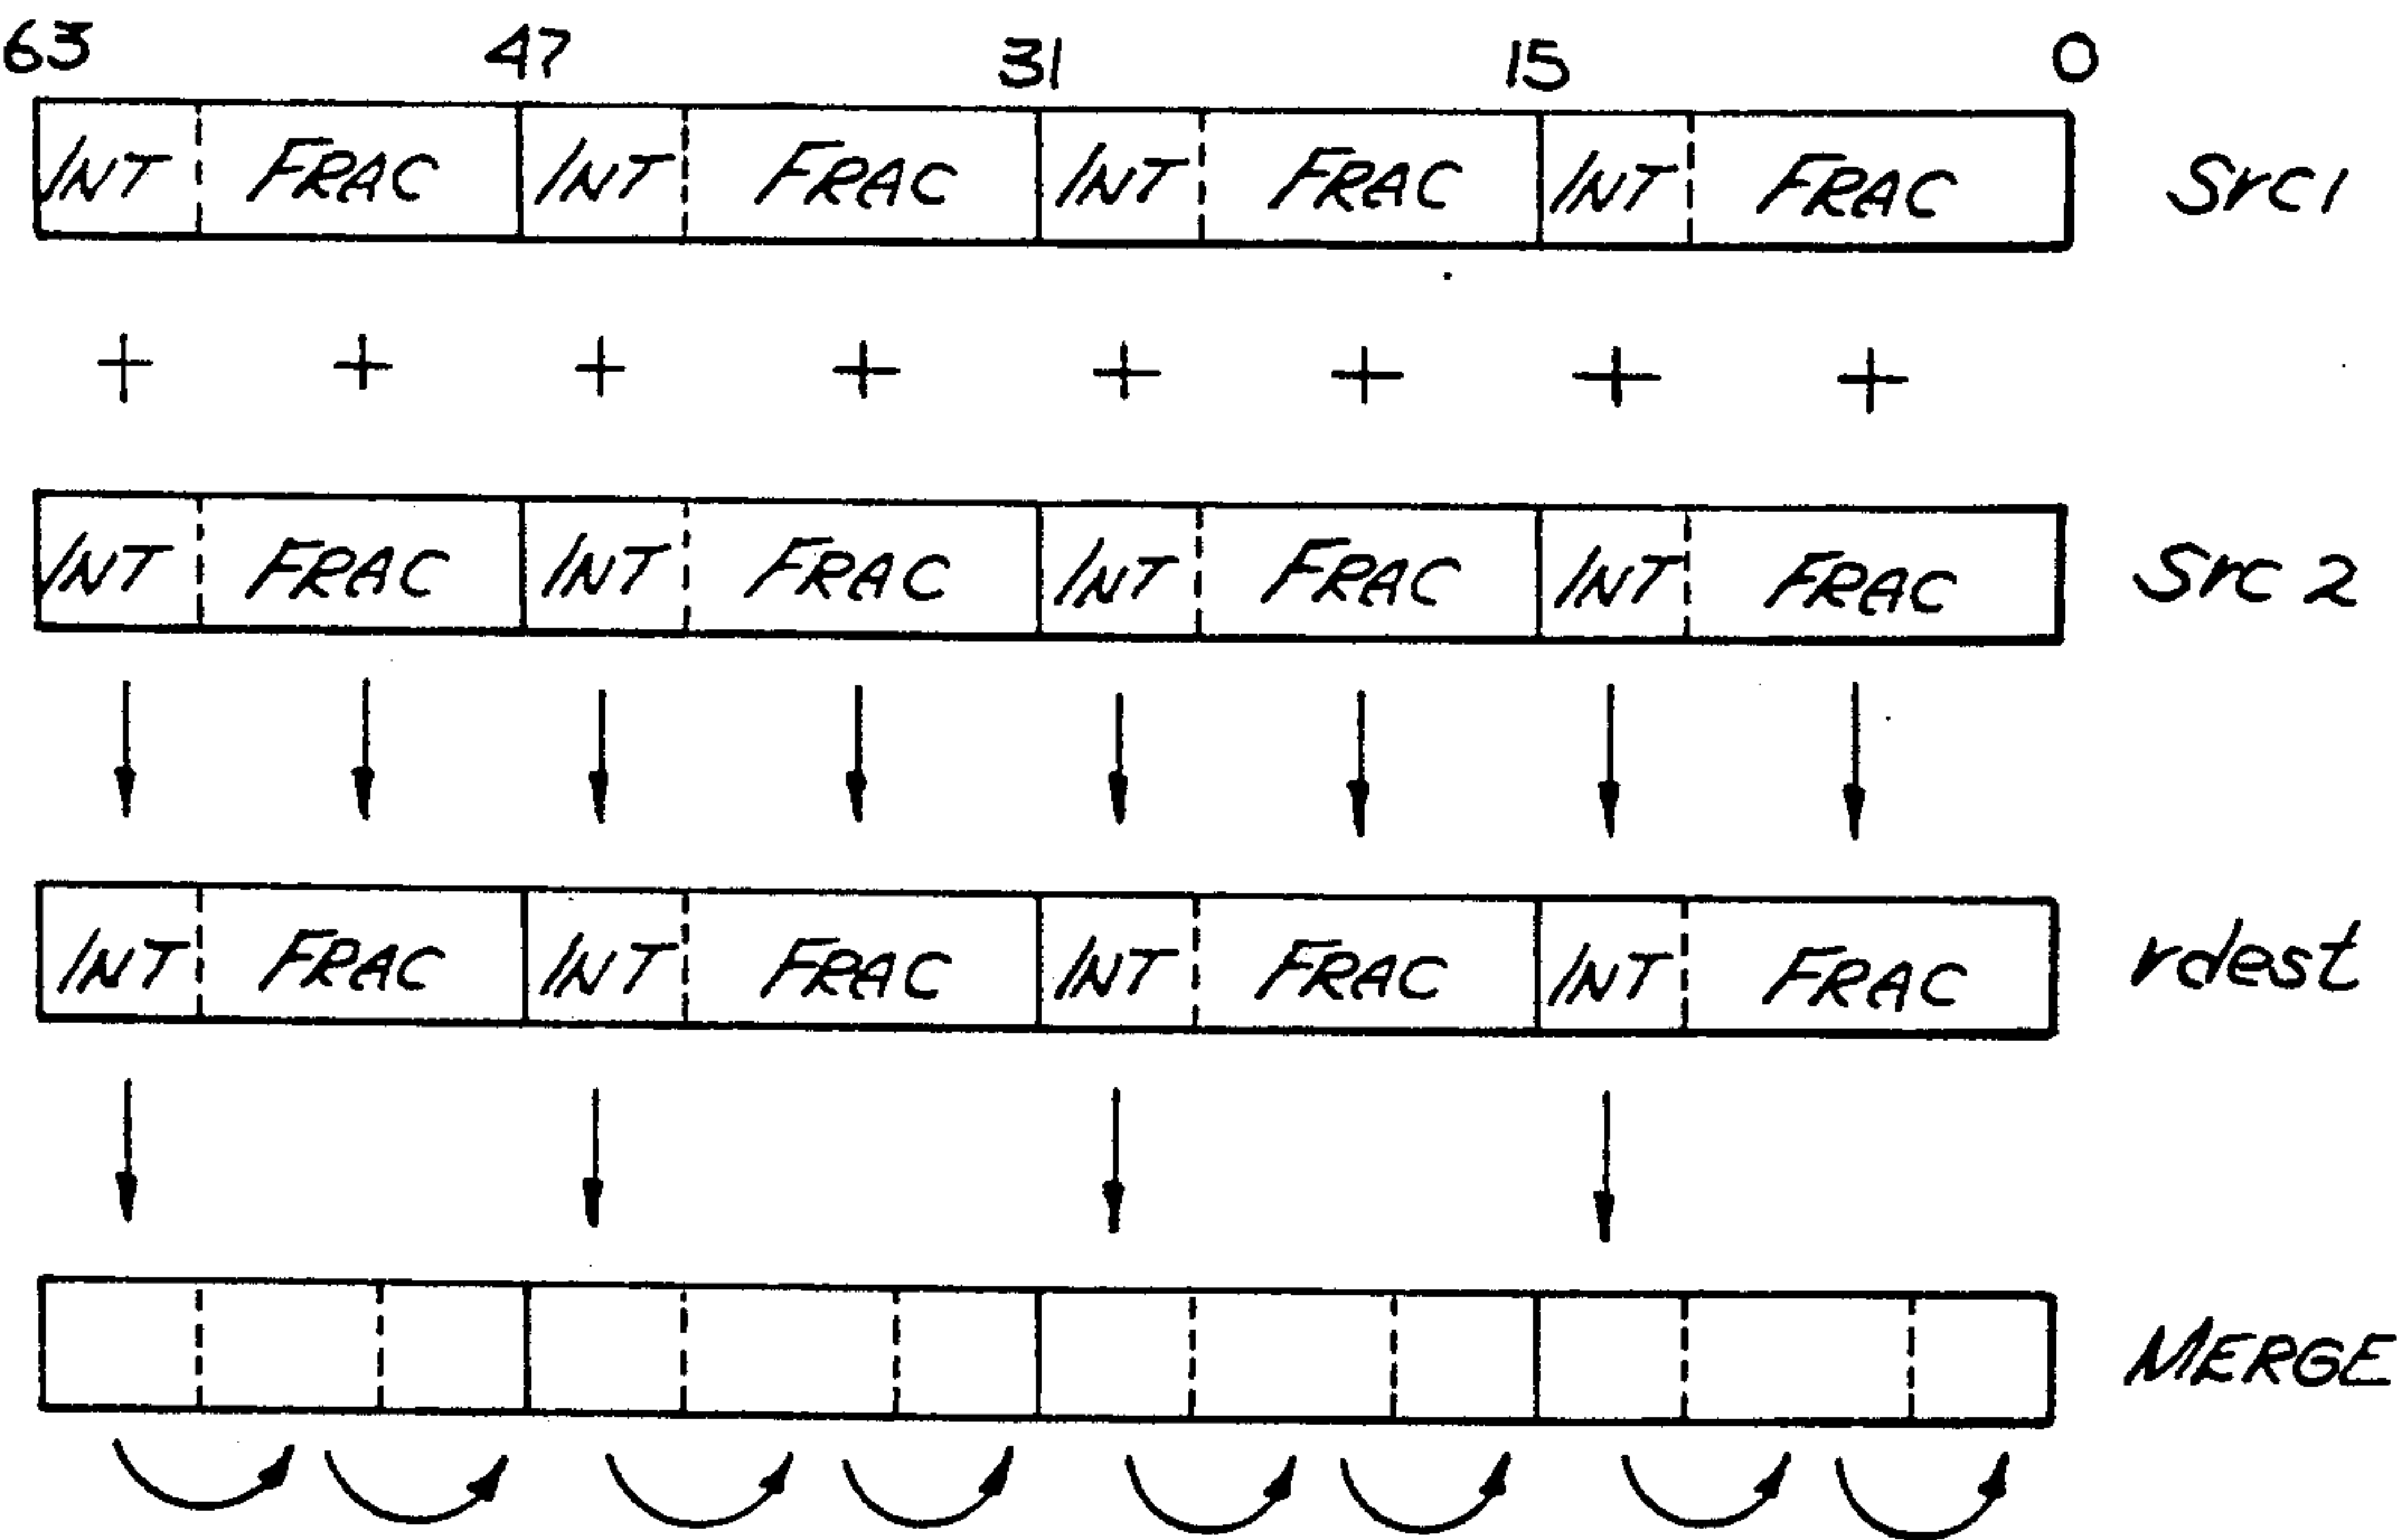 63 47 31 15 0
INT FRAC INT FRAC INT FRAC INT FRAC Src1
+ + + + + + + +
INT FRAC INT FRAC INT FRAC INT FRAC Src 2
INT FRAC INT FRAC INT FRAC INT FRAC rdest
MERGE